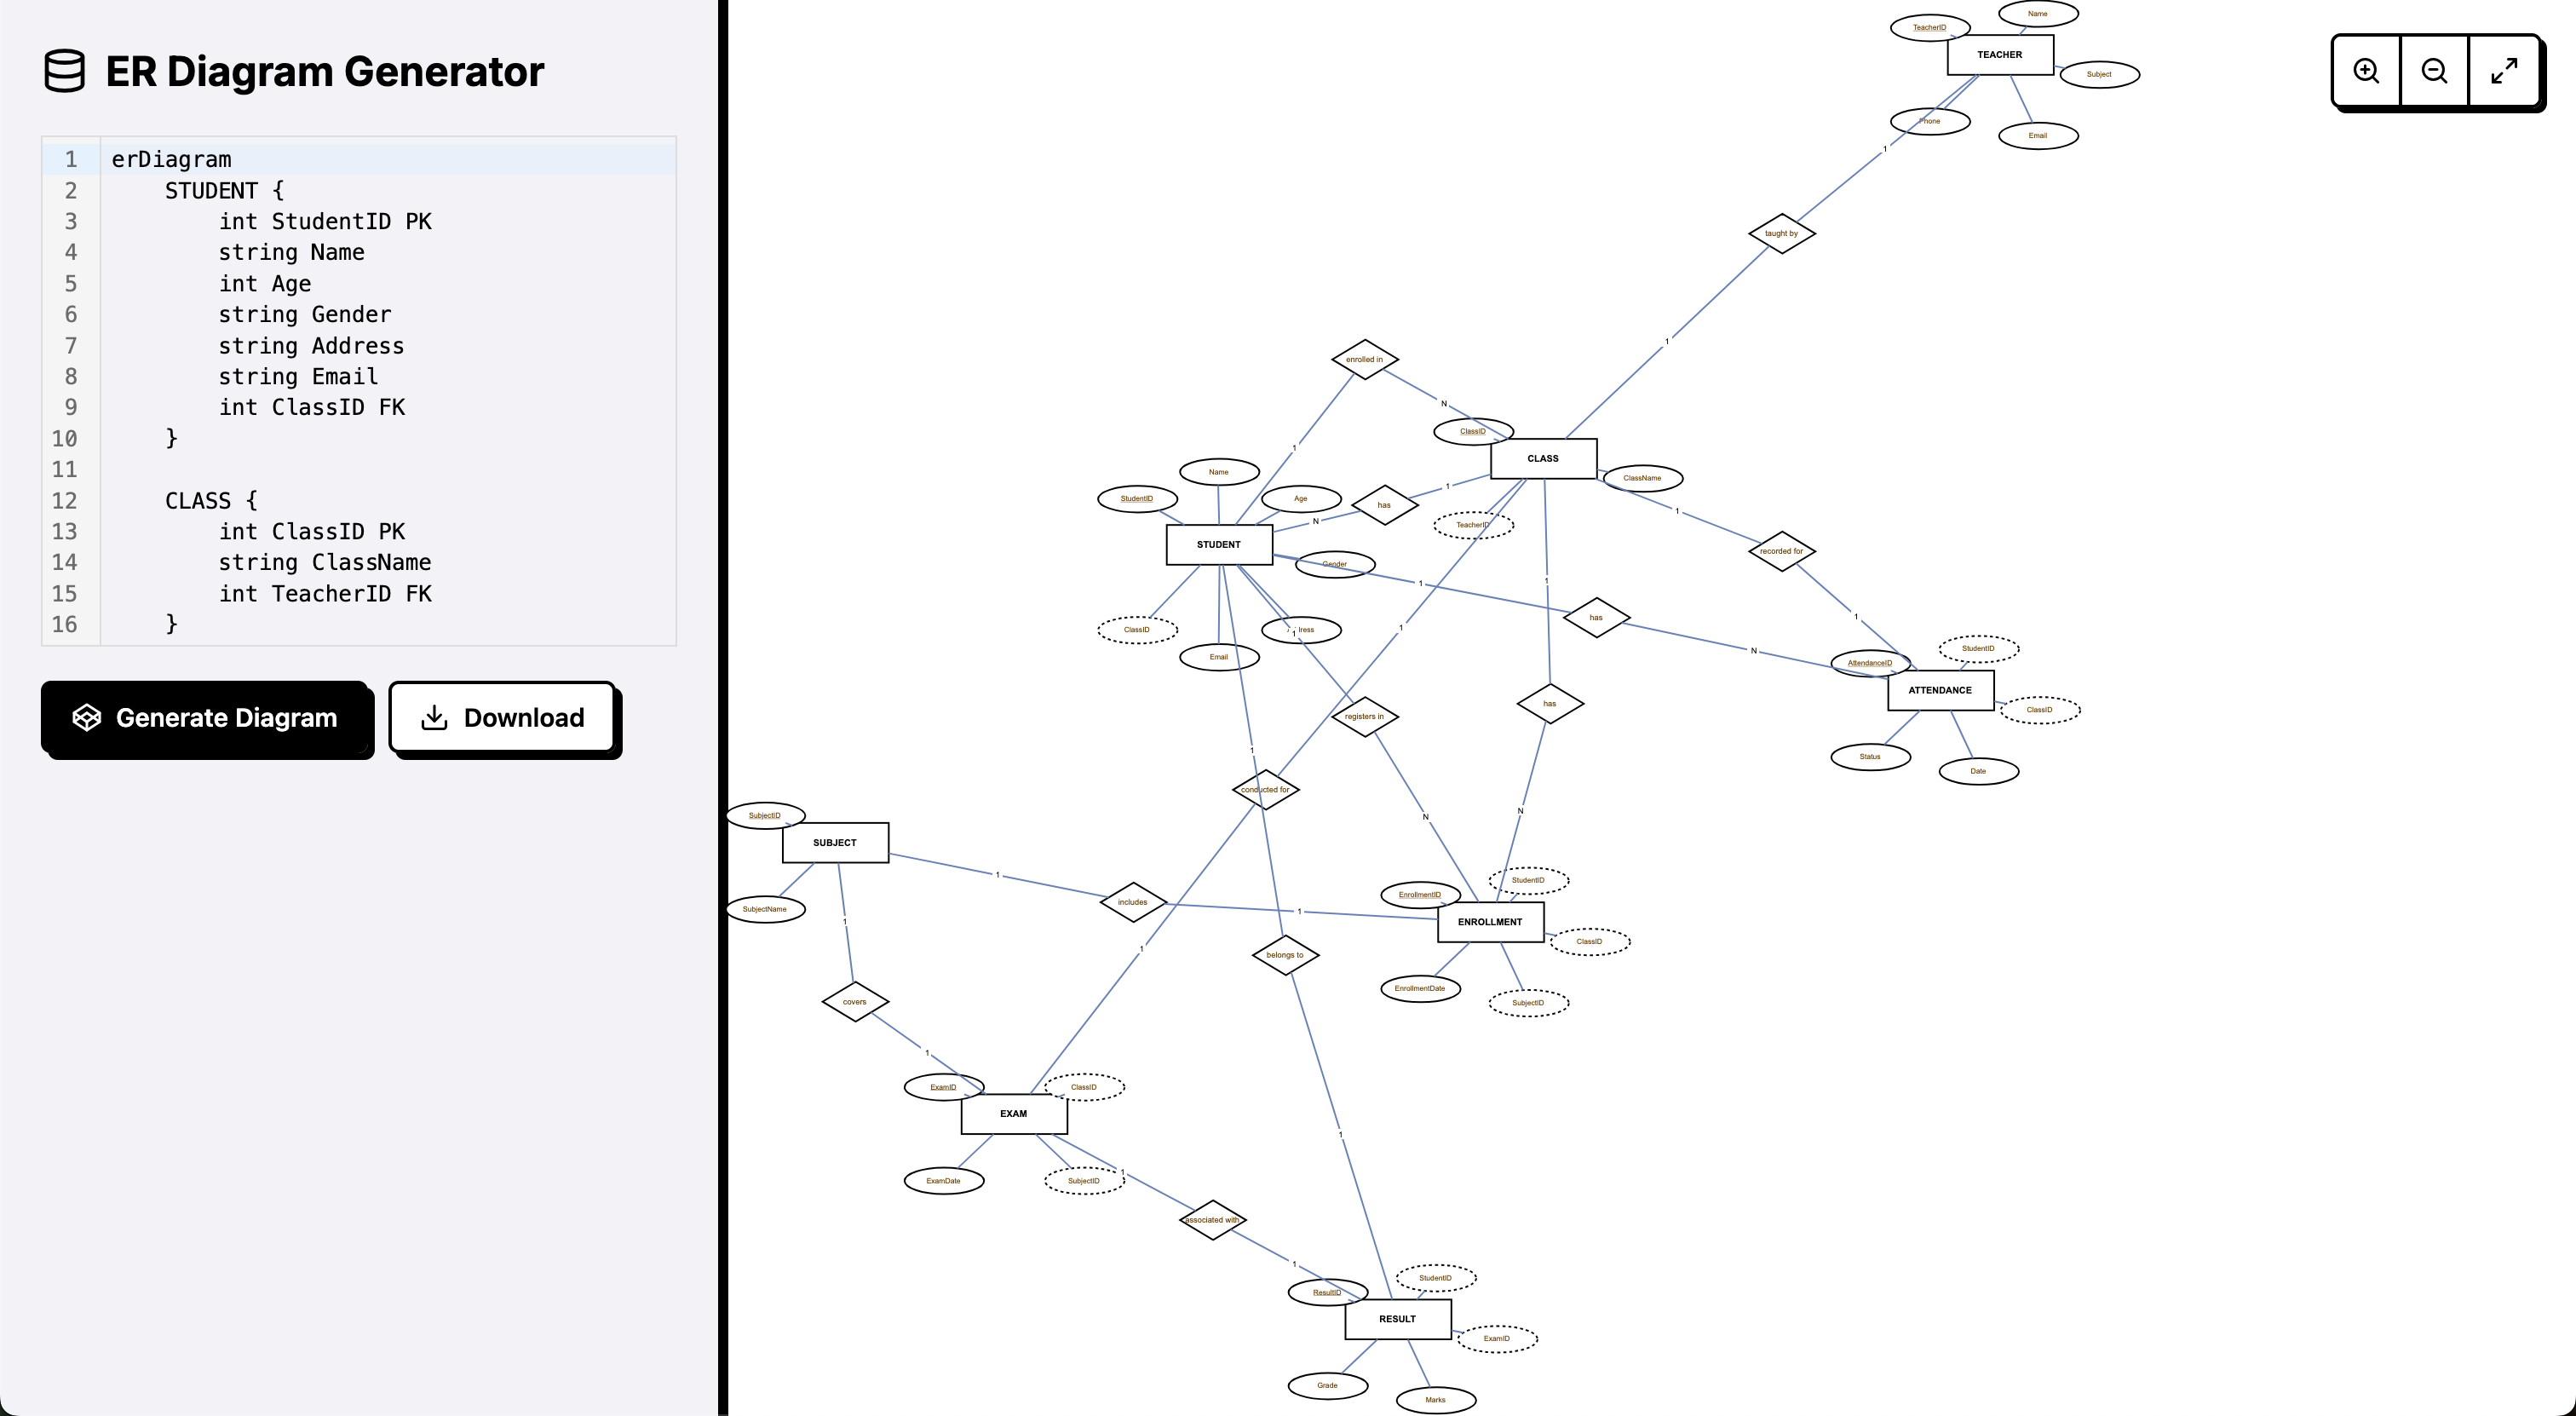 ER Diagram Generator
1 erDiagram
2 STUDENT {
3 int StudentID PK
4 string Name
5 int Age
6 string Gender
7 string Address
8 string Email
9 int ClassID FK
10 }
11
12 CLASS {
13 int ClassID PK
14 string ClassName
15 int TeacherID FK
16 }
Generate Diagram
Download
Name
TeacherID
TEACHER
Subject
Phone
Email
1
taught by
1
enrolled in
N
ClassID
1
CLASS
Name
ClassName
1
has
StudentID
Age
1
N
TeacherID
STUDENT
recorded for
Gender
1
1
has
1
1
ClassID
1
Email
N
StudentID
AttendanceID
ATTENDANCE
ClassID
Status
Date
has
registers in
1
conducted for
N
N
SubjectID
SUBJECT
1
includes
SubjectName
1
1
StudentID
EnrollmentID
ENROLLMENT
ClassID
EnrollmentDate
SubjectID
1
belongs to
covers
1
ExamID
ClassID
EXAM
1
1
ExamDate
SubjectID
associated with
1
StudentID
ResultID
RESULT
ExamID
Grade
Marks